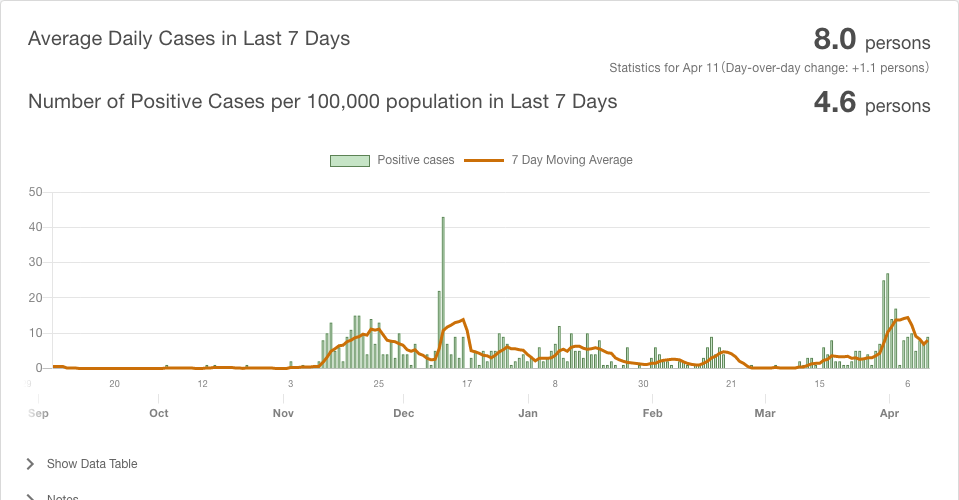 Average Daily Cases in Last 7 Days
8.0 persons
Statistics for Apr 11 (Day-over-day change: +1.1 persons)
Number of Positive Cases per 100,000 population in Last 7 Days
4.6 persons
Positive cases
7 Day Moving Average
50
40
30
20
10
0
9 20 12 3 25 17 8 30 21 15 6
Sep Oct Nov Dec Jan Feb Mar Apr
Show Data Table
Notes